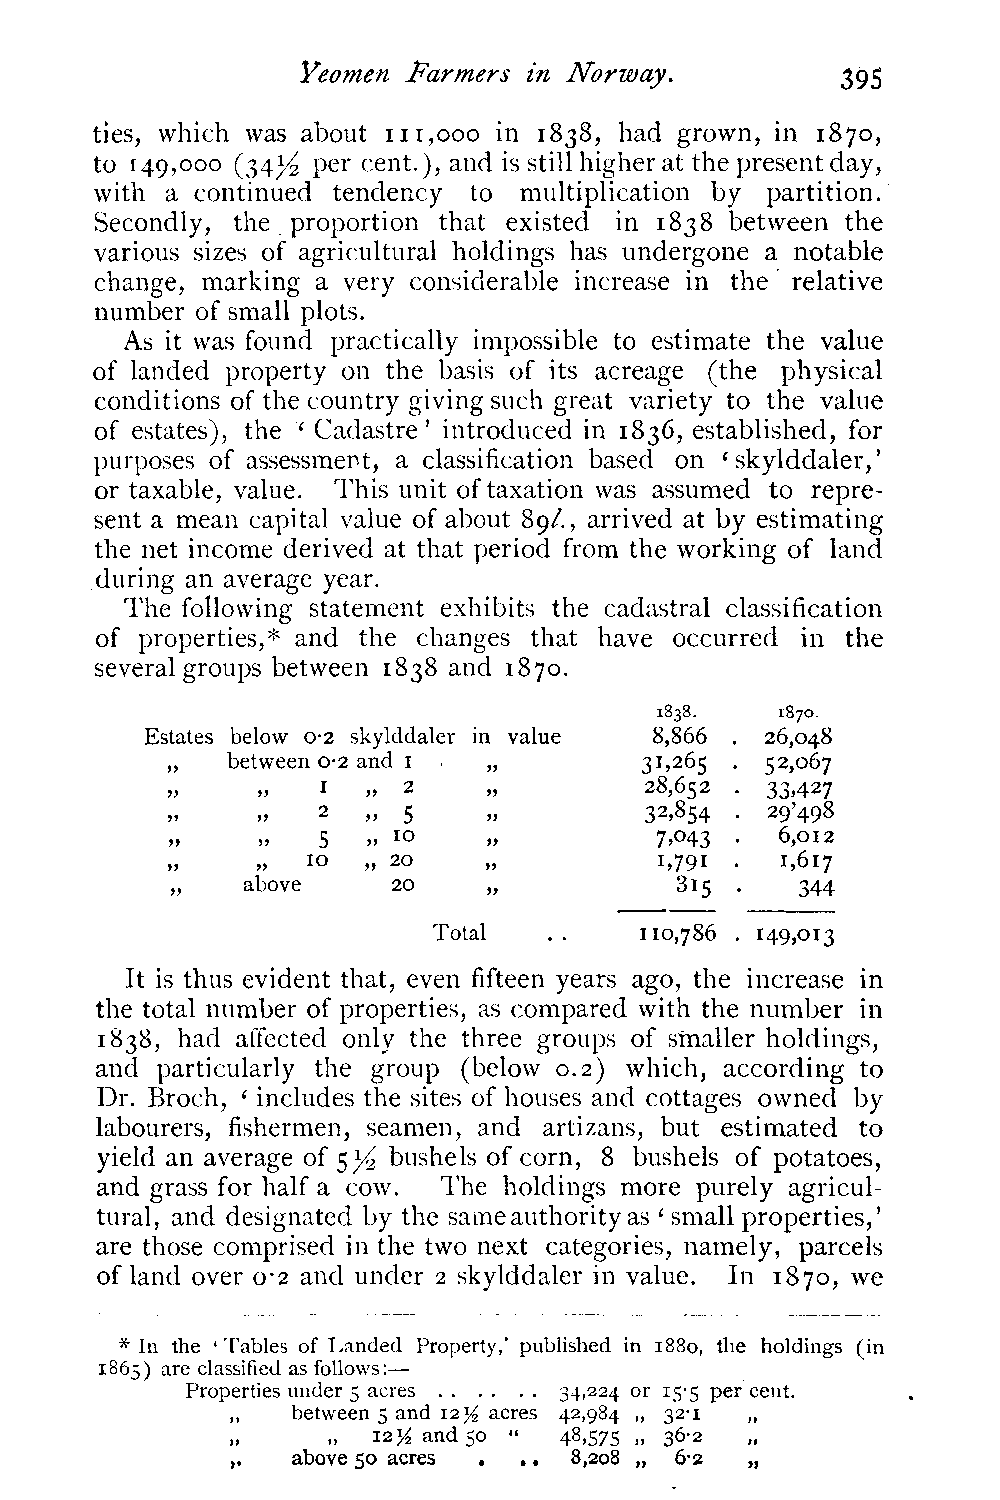 Yeomen Farmers in Norway. 395
ties, which was about 111,000 in 1838, had grown, in 1870,
to 149,000 (34½ per cent.), and is still higher at the present day,
with a continued tendency to multiplication by partition.
Secondly, the proportion that existed in 1838 between the
various sizes of agricultural holdings has undergone a notable
change, marking a very considerable increase in the relative
number of small plots.
As it was found practically impossible to estimate the value
of landed property on the basis of its acreage (the physical
conditions of the country giving such great variety to the value
of estates), the ‘Cadastre’ introduced in 1836, established, for
purposes of assessment, a classification based on ‘skylddaler,’
or taxable, value. This unit of taxation was assumed to repre-
sent a mean capital value of about 89l., arrived at by estimating
the net income derived at that period from the working of land
during an average year.
The following statement exhibits the cadastral classification
of properties,* and the changes that have occurred in the
several groups between 1838 and 1870.
1838. 1870.
Estates below 0·2 skylddaler in value 8,866 . 26,048
„ between 0·2 and 1 „ 31,265 . 52,067
„ „ 1 „ 2 „ 28,652 . 33,427
„ „ 2 „ 5 „ 32,854 . 29’498
„ „ 5 „ 10 „ 7,043 . 6,012
„ „ 10 „ 20 „ 1,791 . 1,617
„ above 20 „ 315 . 344
Total . . 110,786 . 149,013
It is thus evident that, even fifteen years ago, the increase in
the total number of properties, as compared with the number in
1838, had affected only the three groups of smaller holdings,
and particularly the group (below 0.2) which, according to
Dr. Broch, ‘includes the sites of houses and cottages owned by
labourers, fishermen, seamen, and artizans, but estimated to
yield an average of 5½ bushels of corn, 8 bushels of potatoes,
and grass for half a cow. The holdings more purely agricul-
tural, and designated by the same authority as ‘small properties,’
are those comprised in the two next categories, namely, parcels
of land over 0·2 and under 2 skylddaler in value. In 1870, we
* In the ‘Tables of Landed Property,’ published in 1880, the holdings (in
1865) are classified as follows:—
Properties under 5 acres .. .. .. 34,224 or 15·5 per cent.
„ between 5 and 12½ acres 42,984 „ 32·1 „
„ „ 12½ and 50 “ 48,575 „ 36·2 „
„ above 50 acres . .. 8,208 „ 6·2 „